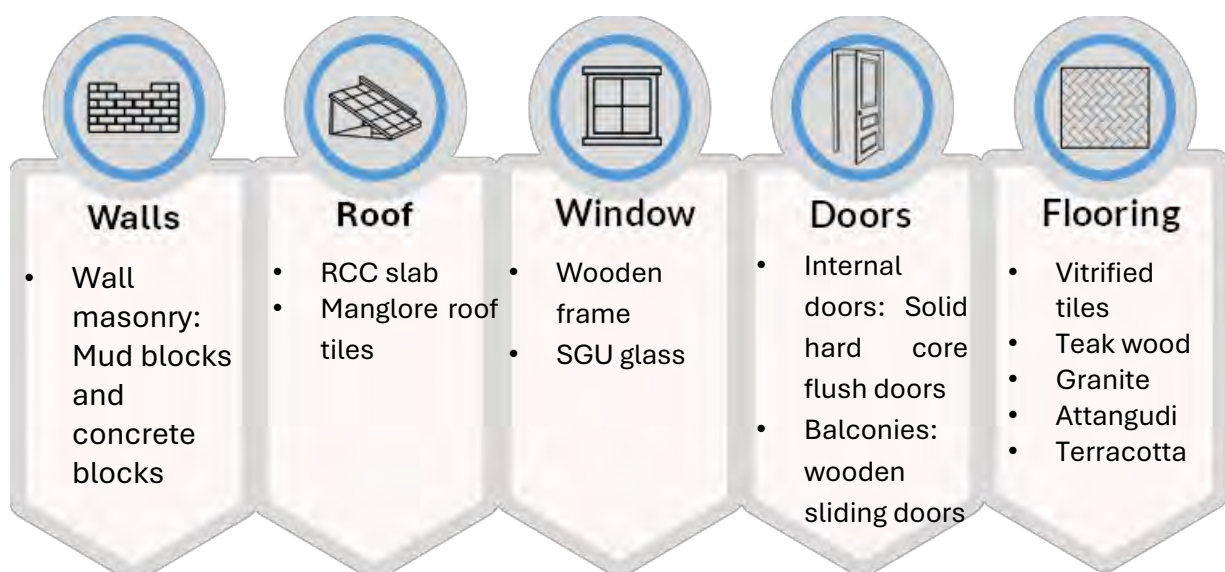 Walls
• Wall
masonry:
Mud blocks
and
concrete
blocks
Roof
• RCC slab
• Manglore roof
tiles
Window
• Wooden
frame
• SGU glass
Doors
• Internal
doors: Solid
hard core
flush doors
• Balconies:
wooden
sliding doors
Flooring
• Vitrified
tiles
• Teak wood
• Granite
• Attangudi
• Terracotta